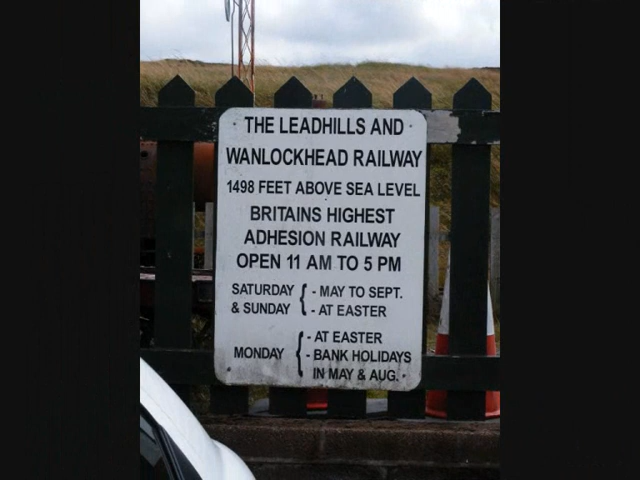 THE LEADHILLS AND
WANLOCKHEAD RAILWAY
1498 FEET ABOVE SEA LEVEL
BRITAINS HIGHEST
ADHESION RAILWAY
OPEN 11 AM TO 5 PM
SATURDAY { - MAY TO SEPT.
& SUNDAY - AT EASTER
- AT EASTER
MONDAY { - BANK HOLIDAYS
IN MAY & AUG.